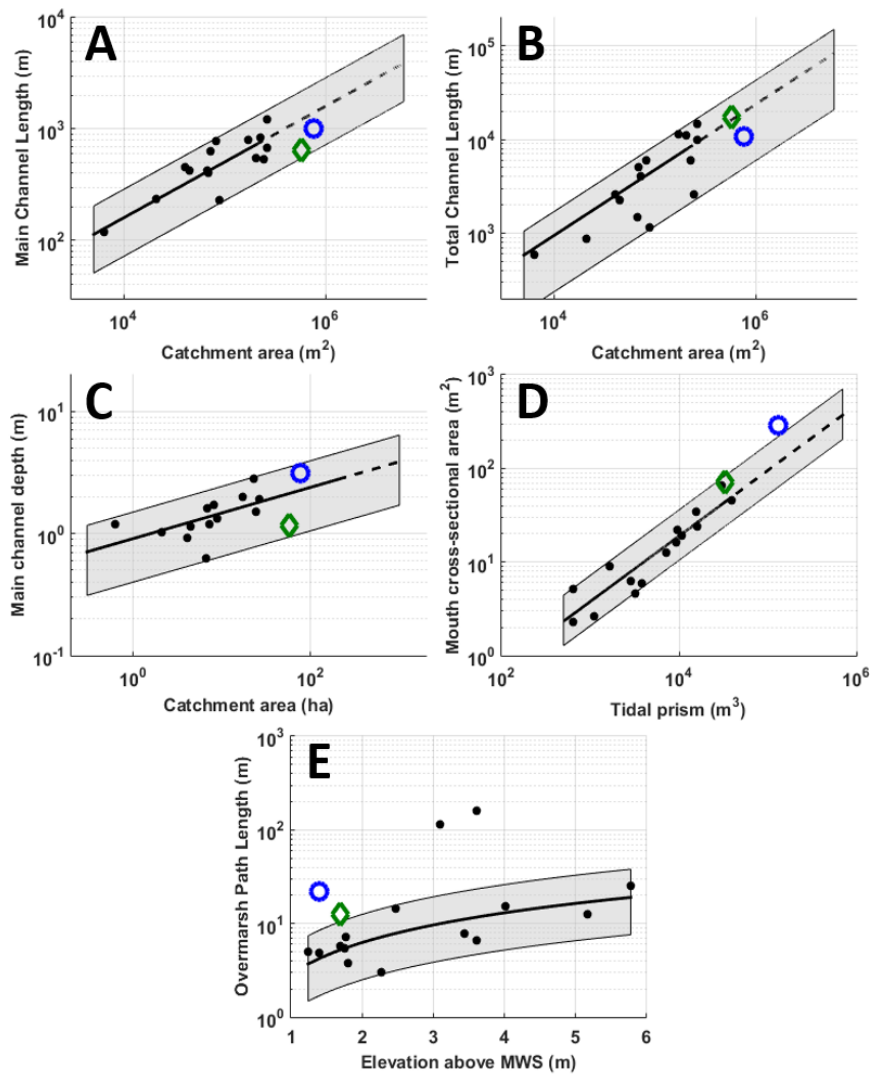 A
10^4
10^3
10^2
Main Channel Length (m)
10^4
10^6
Catchment area (m^2)
B
10^5
10^4
10^3
Total Channel Length (m)
10^4
10^6
Catchment area (m^2)
C
10^1
10^0
10^-1
Main channel depth (m)
10^0
10^2
Catchment area (ha)
D
10^3
10^2
10^1
10^0
Mouth cross-sectional area (m^2)
10^2
10^4
10^6
Tidal prism (m^3)
E
10^3
10^2
10^1
10^0
Overmarsh Path Length (m)
1 2 3 4 5 6
Elevation above MWS (m)